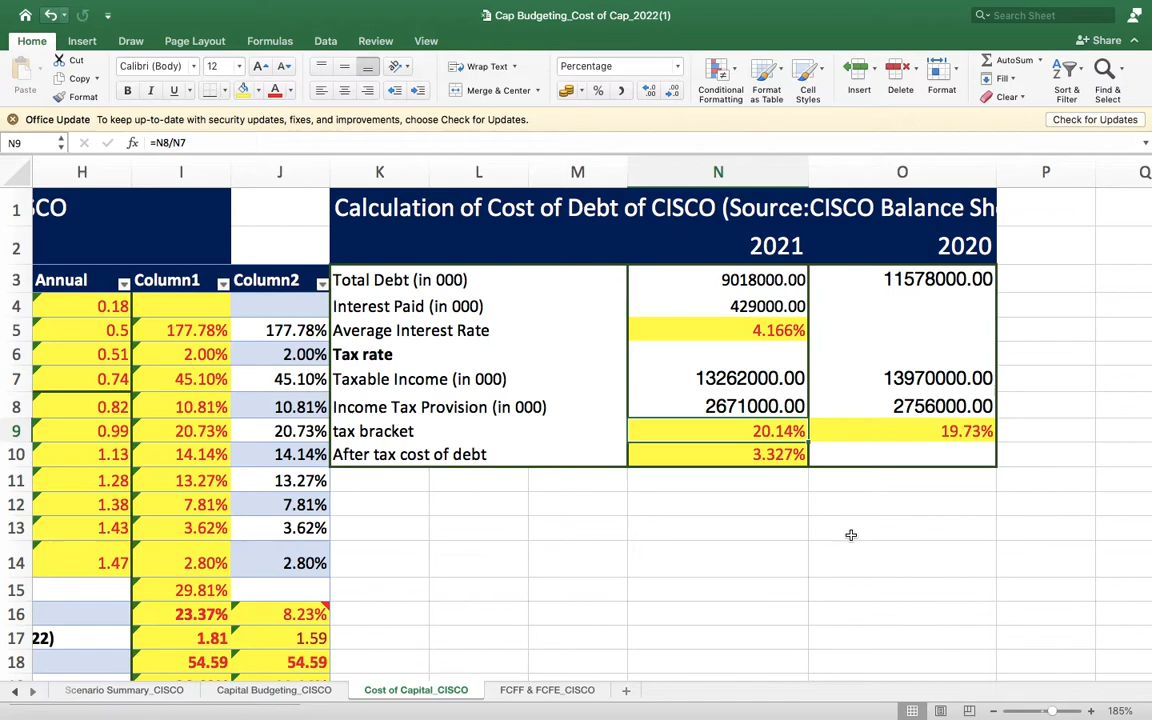 Cap Budgeting_Cost of Cap_2022(1)
Search Sheet
Home Insert Draw Page Layout Formulas Data Review View
Share
Paste
Cut
Copy
Format
Calibri (Body) 12
B I U
Wrap Text
Merge & Center
Percentage
Conditional Formatting
Format as Table
Cell Styles
Insert
Delete
Format
AutoSum
Fill
Clear
Sort & Filter
Find & Select
Office Update To keep up-to-date with security updates, fixes, and improvements, choose Check for Updates.
Check for Updates
N9 fx =N8/N7
H I J K L M N O P Q
1 SCO Calculation of Cost of Debt of CISCO (Source:CISCO Balance She
2 2021 2020
3 Annual Column1 Column2 Total Debt (in 000) 9018000.00 11578000.00
4 0.18 Interest Paid (in 000) 429000.00
5 0.5 177.78% 177.78% Average Interest Rate 4.166%
6 0.51 2.00% 2.00% Tax rate
7 0.74 45.10% 45.10% Taxable Income (in 000) 13262000.00 13970000.00
8 0.82 10.81% 10.81% Income Tax Provision (in 000) 2671000.00 2756000.00
9 0.99 20.73% 20.73% tax bracket 20.14% 19.73%
10 1.13 14.14% 14.14% After tax cost of debt 3.327%
11 1.28 13.27% 13.27%
12 1.38 7.81% 7.81%
13 1.43 3.62% 3.62%
14 1.47 2.80% 2.80%
15 29.81%
16 23.37% 8.23%
17 22) 1.81 1.59
18 54.59 54.59
Scenario Summary_CISCO Capital Budgeting_CISCO Cost of Capital_CISCO FCFF & FCFE_CISCO
185%